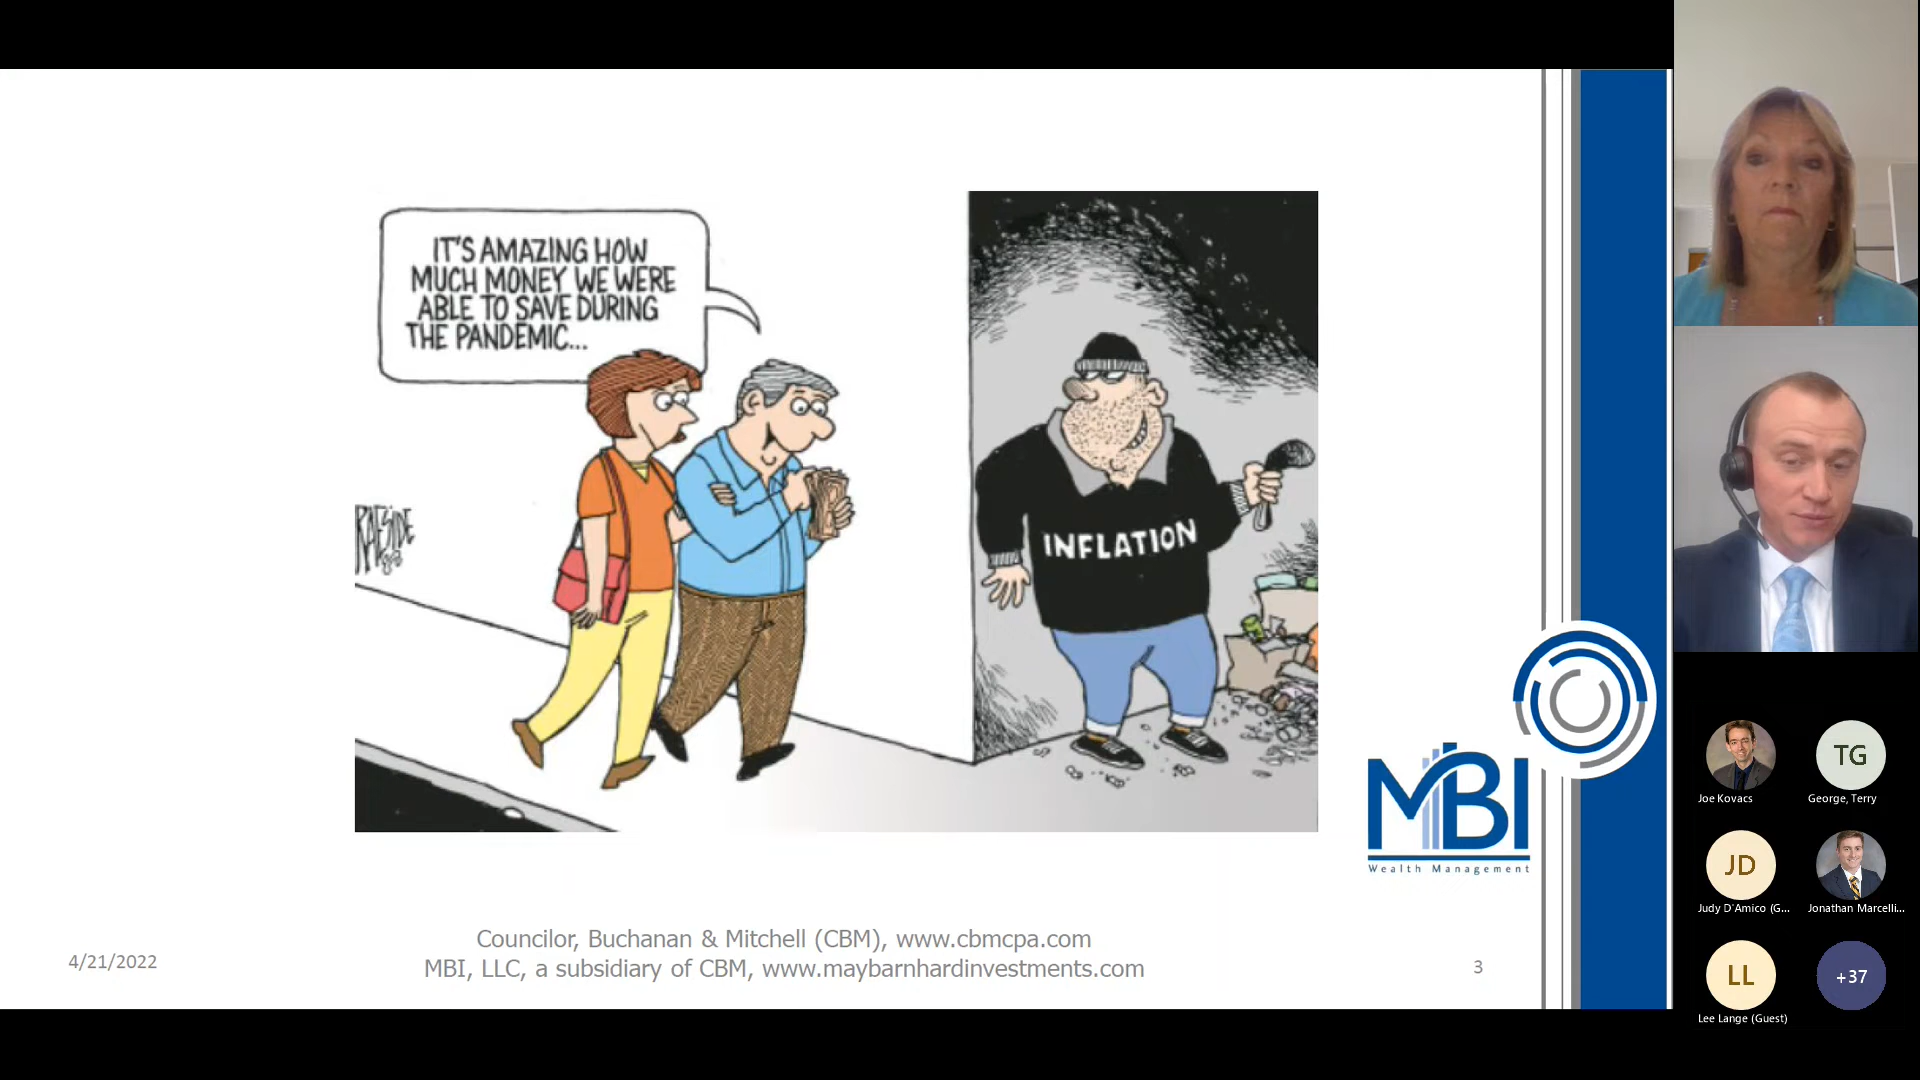 IT'S AMAZING HOW
MUCH MONEY WE WERE
ABLE TO SAVE DURING
THE PANDEMIC...
RAESIDE
INFLATION
MBI
Wealth Management
Councilor, Buchanan & Mitchell (CBM), www.cbmcpa.com
MBI, LLC, a subsidiary of CBM, www.maybarnhardinvestments.com
4/21/2022
3
Joe Kovacs
TG
George, Terry
JD
Judy D'Amico (G...
Jonathan Marcelli...
LL
Lee Lange (Guest)
+37